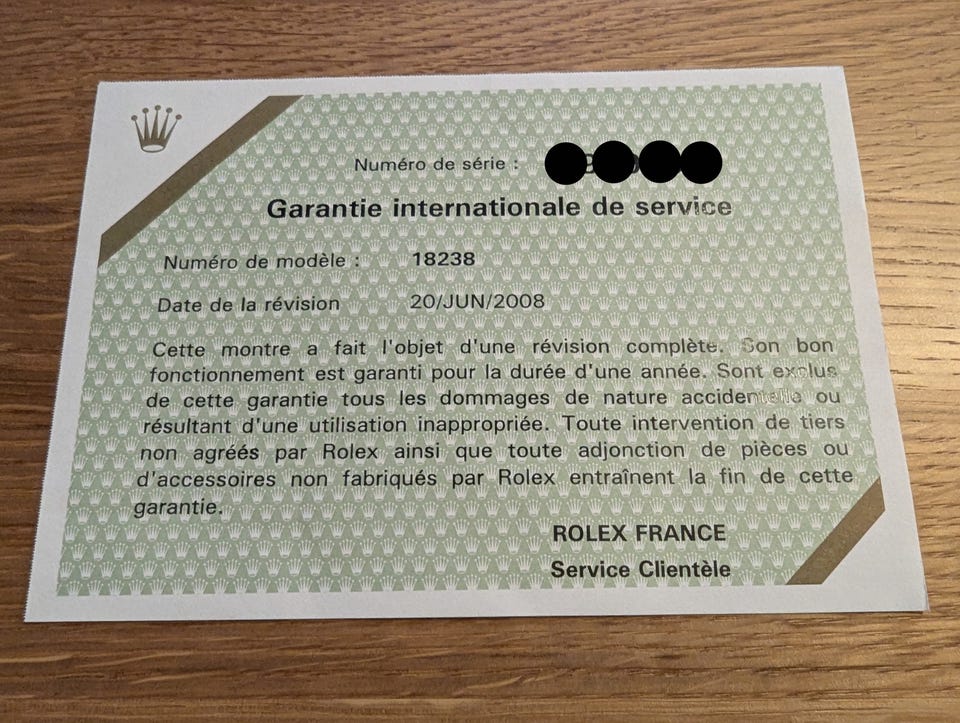 Numéro de série :
Garantie internationale de service
Numéro de modèle : 18238
Date de la révision 20/JUN/2008
Cette montre a fait l'objet d'une révision complète. Son bon
fonctionnement est garanti pour la durée d'une année. Sont exclus
de cette garantie tous les dommages de nature accidentelle ou
résultant d'une utilisation inappropriée. Toute intervention de tiers
non agréés par Rolex ainsi que toute adjonction de pièces ou
d'accessoires non fabriqués par Rolex entraînent la fin de cette
garantie.
ROLEX FRANCE
Service Clientèle